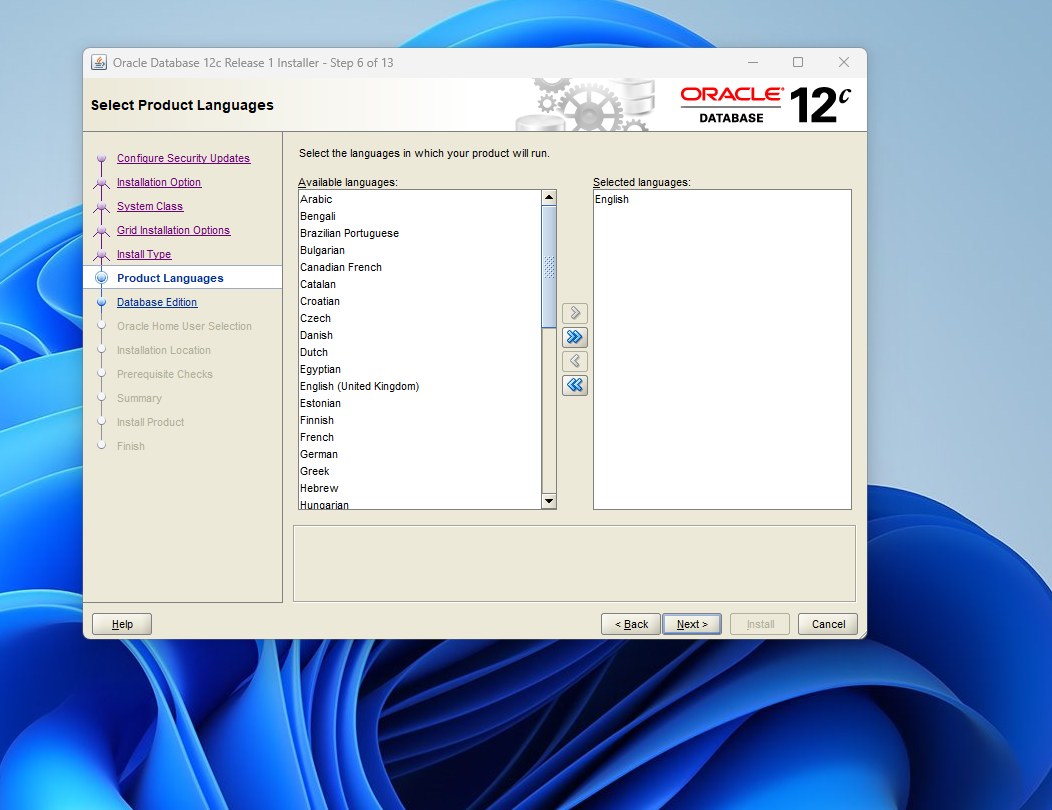 Oracle Database 12c Release 1 Installer - Step 6 of 13
Select Product Languages
ORACLE
DATABASE
12c
Configure Security Updates
Installation Option
System Class
Grid Installation Options
Install Type
Product Languages
Database Edition
Oracle Home User Selection
Installation Location
Prerequisite Checks
Summary
Install Product
Finish
Select the languages in which your product will run.
Available languages:
Arabic
Bengali
Brazilian Portuguese
Bulgarian
Canadian French
Catalan
Croatian
Czech
Danish
Dutch
Egyptian
English (United Kingdom)
Estonian
Finnish
French
German
Greek
Hebrew
Hungarian
Selected languages:
English
Help
< Back
Next >
Install
Cancel